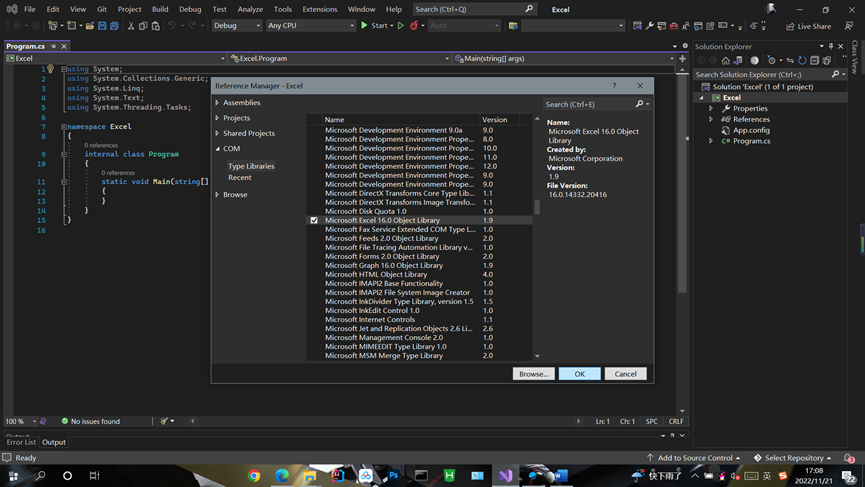 File Edit View Git Project Build Debug Test Analyze Tools Extensions Window Help Search (Ctrl+Q) Excel
Debug Any CPU Start Auto Live Share
Program.cs
Excel Excel.Program Main(string[] args)
1 using System;
2 using System.Collections.Generic;
3 using System.Linq;
4 using System.Text;
5 using System.Threading.Tasks;
6
7 namespace Excel
8 {
0 references
9 internal class Program
10 {
0 references
11 static void Main(string[]
12 {
13 }
14 }
15 }
16
Reference Manager - Excel
Assemblies
Projects
Shared Projects
COM
Type Libraries
Recent
Browse
Search (Ctrl+E)
Name Version
Microsoft Development Environment 9.0a 9.0
Microsoft Development Environment Prope... 8.0
Microsoft Development Environment Prope... 10.0
Microsoft Development Environment Prope... 11.0
Microsoft Development Environment Prope... 12.0
Microsoft Development Environment Prope... 9.0
Microsoft Development Environment Prope... 9.0
Microsoft DirectX Transforms Core Type Lib... 1.1
Microsoft DirectX Transforms Image Transfo... 1.1
Microsoft Disk Quota 1.0 1.0
Microsoft Excel 16.0 Object Library 1.9
Microsoft Fax Service Extended COM Type L... 1.0
Microsoft Feeds 2.0 Object Library 2.0
Microsoft File Tracing Automation Library v... 1.0
Microsoft Forms 2.0 Object Library 2.0
Microsoft Graph 16.0 Object Library 1.9
Microsoft HTML Object Library 4.0
Microsoft IMAPI2 Base Functionality 1.0
Microsoft IMAPI2 File System Image Creator 1.0
Microsoft InkDivider Type Library, version 1.5 1.5
Microsoft InkEdit Control 1.0 1.0
Microsoft Internet Controls 1.1
Microsoft Jet and Replication Objects 2.6 Li... 2.6
Microsoft Management Console 2.0 1.0
Microsoft MIMEEDIT Type Library 1.0 1.0
Microsoft MSM Merge Type Library 2.0
Name:
Microsoft Excel 16.0 Object
Library
Created by:
Microsoft Corporation
Version:
1.9
File Version:
16.0.14332.20416
Browse... OK Cancel
Solution Explorer
Search Solution Explorer (Ctrl+;)
Solution 'Excel' (1 of 1 project)
Excel
Properties
References
App.config
C# Program.cs
Class View
100 % No issues found Ln: 1 Ch: 1 SPC CRLF
Output
Error List Output
Ready Add to Source Control Select Repository
快下雨了 英 17:08
2022/11/21
22